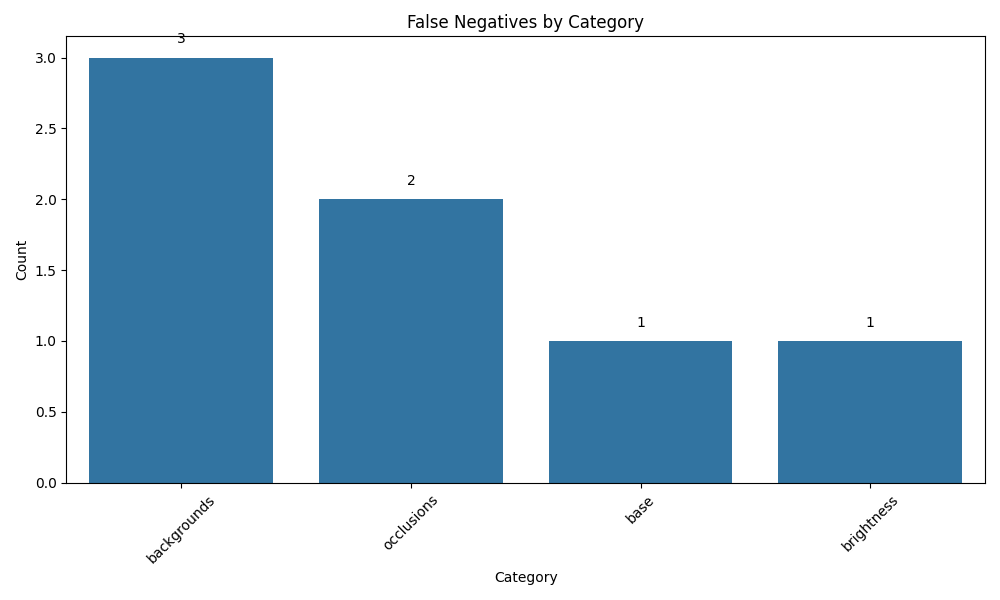 False Negatives by Category
3
3.0
2.5
2
2.0
1.5
1
1
1.0
0.5
0.0
Count
backgrounds
occlusions
base
brightness
Category